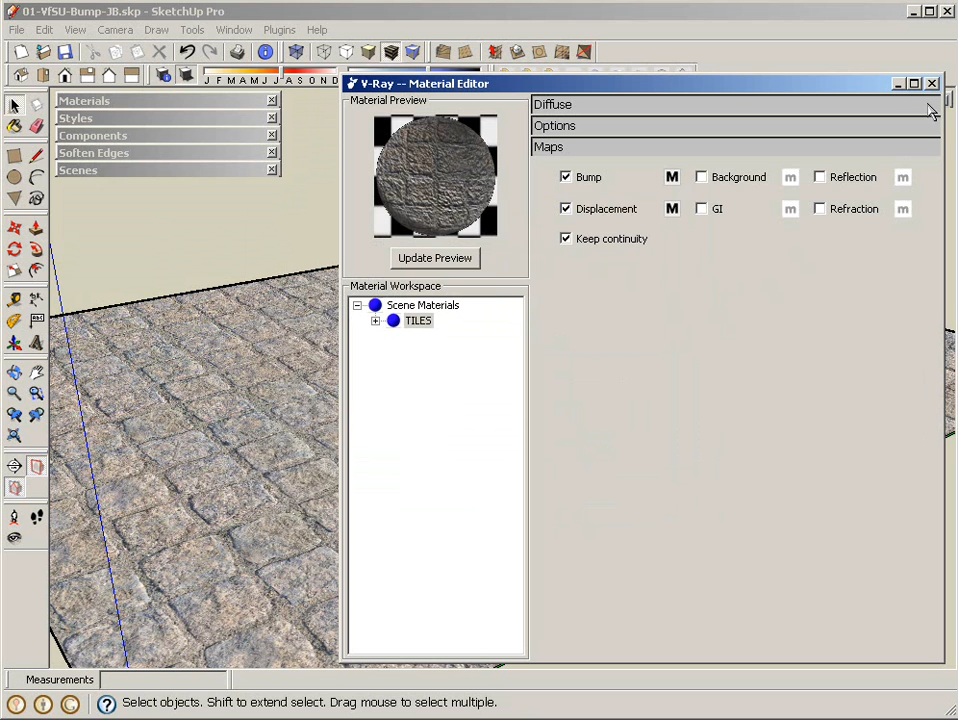 01-VfSU-Bump-JB.skp - SketchUp Pro
File Edit View Camera Draw Tools Window Plugins Help
J F M A M J J A S O N D
V-Ray -- Material Editor
Materials
Styles
Components
Soften Edges
Scenes
Material Preview
Update Preview
Material Workspace
Scene Materials
TILES
Diffuse
Options
Maps
Bump M Background m Reflection m
Displacement M GI m Refraction m
Keep continuity
Measurements
Select objects. Shift to extend select. Drag mouse to select multiple.